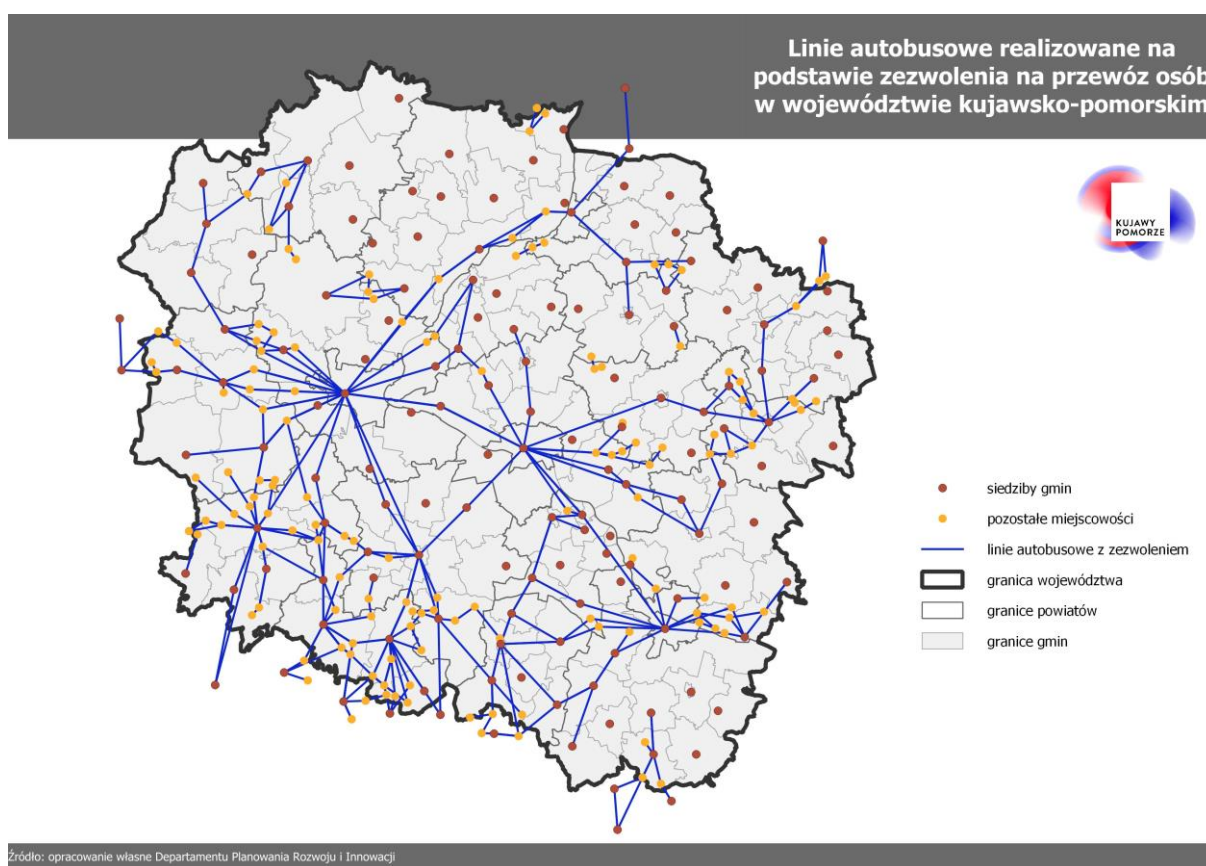 Linie autobusowe realizowane na
podstawie zezwolenia na przewóz osób
w województwie kujawsko-pomorskim
KUJAWY
POMORZE
siedziby gmin
pozostałe miejscowości
linie autobusowe z zezwoleniem
granica województwa
granice powiatów
granice gmin
Źródło: opracowanie własne Departamentu Planowania Rozwoju i Innowacji